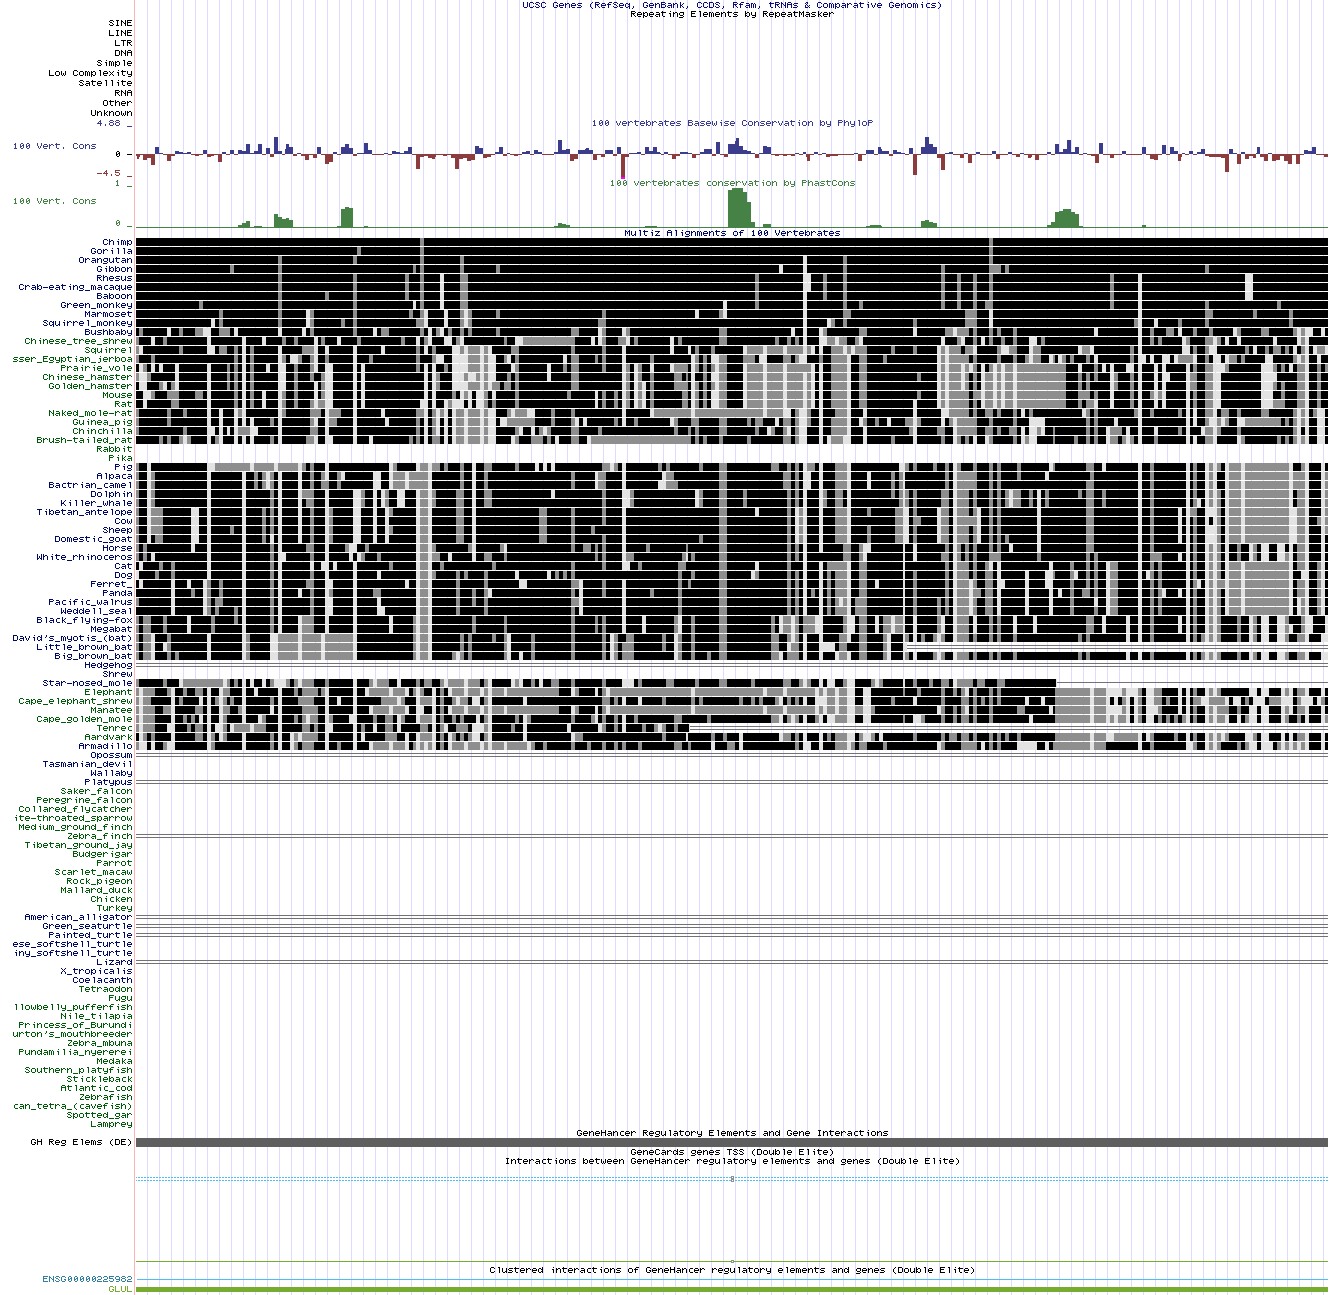 UCSC Genes (RefSeq, GenBank, CCDS, Rfam, tRNAs & Comparative Genomics)
Repeating Elements by RepeatMasker
SINE
LINE
LTR
DNA
Simple
Low Complexity
Satellite
RNA
Other
Unknown
4.88 _
100 vertebrates Basewise Conservation by PhyloP
100 Vert. Cons
0 _
-4.5 _
1 _
100 vertebrates conservation by PhastCons
100 Vert. Cons
0 _
Multiz Alignments of 100 Vertebrates
Chimp
Gorilla
Orangutan
Gibbon
Rhesus
Crab-eating_macaque
Baboon
Green_monkey
Marmoset
Squirrel_monkey
Bushbaby
Chinese_tree_shrew
Squirrel
sser_Egyptian_jerboa
Prairie_vole
Chinese_hamster
Golden_hamster
Mouse
Rat
Naked_mole-rat
Guinea_pig
Chinchilla
Brush-tailed_rat
Rabbit
Pika
Pig
Alpaca
Bactrian_camel
Dolphin
Killer_whale
Tibetan_antelope
Cow
Sheep
Domestic_goat
Horse
White_rhinoceros
Cat
Dog
Ferret_
Panda
Pacific_walrus
Weddell_seal
Black_flying-fox
Megabat
David's_myotis_(bat)
Little_brown_bat
Big_brown_bat
Hedgehog
Shrew
Star-nosed_mole
Elephant
Cape_elephant_shrew
Manatee
Cape_golden_mole
Tenrec
Aardvark
Armadillo
Opossum
Tasmanian_devil
Wallaby
Platypus
Saker_falcon
Peregrine_falcon
Collared_flycatcher
ite-throated_sparrow
Medium_ground_finch
Zebra_finch
Tibetan_ground_jay
Budgerigar
Parrot
Scarlet_macaw
Rock_pigeon
Mallard_duck
Chicken
Turkey
American_alligator
Green_seaturtle
Painted_turtle
ese_softshell_turtle
iny_softshell_turtle
Lizard
X_tropicalis
Coelacanth
Tetraodon
Fugu
llowbelly_pufferfish
Nile_tilapia
Princess_of_Burundi
urton's_mouthbreeder
Zebra_mbuna
Pundamilia_nyererei
Medaka
Southern_platyfish
Stickleback
Atlantic_cod
Zebrafish
can_tetra_(cavefish)
Spotted_gar
Lamprey
GeneHancer Regulatory Elements and Gene Interactions
GH Reg Elems (DE)
GeneCards genes TSS (Double Elite)
Interactions between GeneHancer regulatory elements and genes (Double Elite)
Clustered interactions of GeneHancer regulatory elements and genes (Double Elite)
ENSG00000225982
GLUL